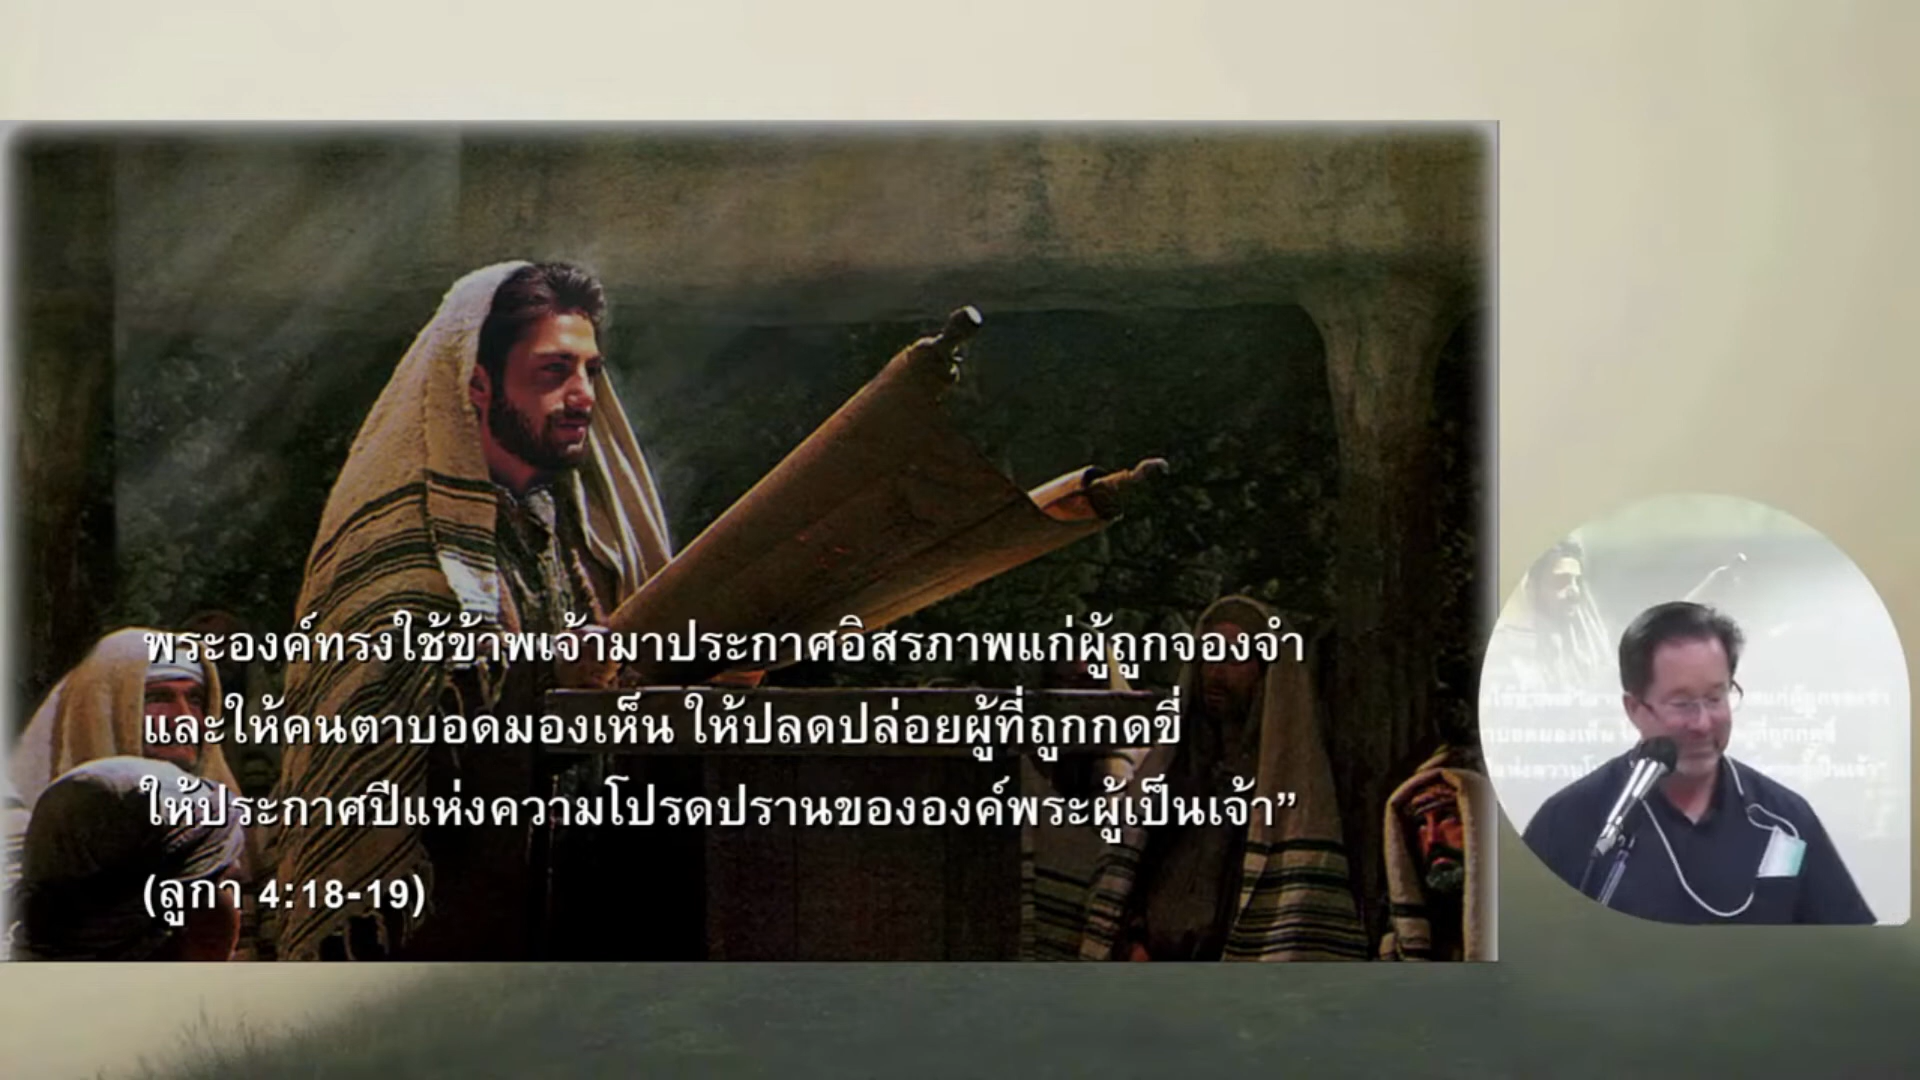 พระองค์ทรงใช้ข้าพเจ้ามาประกาศอิสรภาพแก่ผู้ถูกจองจำ
และให้คนตาบอดมองเห็น ให้ปลดปล่อยผู้ที่ถูกกดขี่
ให้ประกาศปีแห่งความโปรดปรานขององค์พระผู้เป็นเจ้า”
(ลูกา 4:18-19)